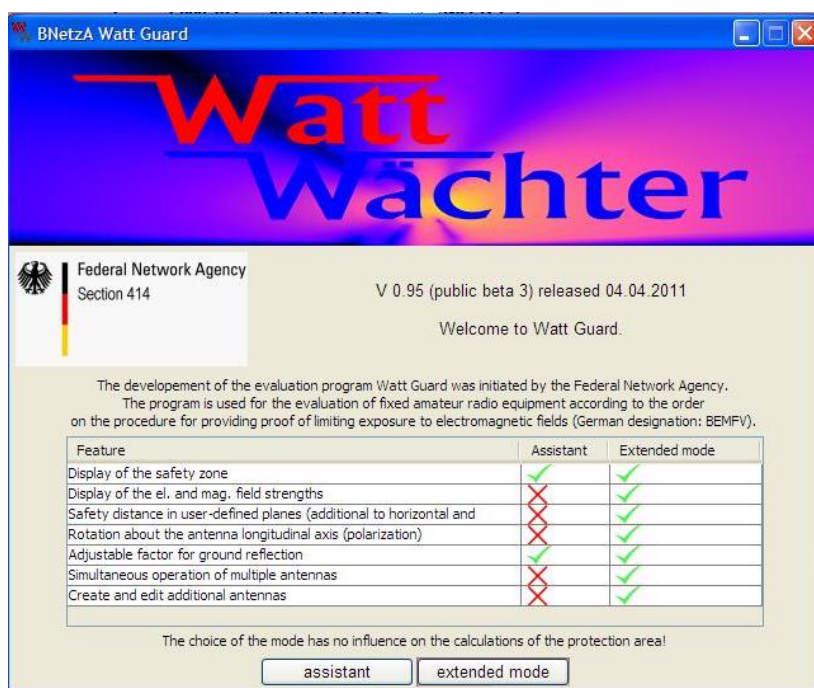 BNetzA Watt Guard
Watt
Wächter
Federal Network Agency
Section 414
V 0.95 (public beta 3) released 04.04.2011
Welcome to Watt Guard.
The developement of the evaluation program Watt Guard was initiated by the Federal Network Agency.
The program is used for the evaluation of fixed amateur radio equipment according to the order
on the procedure for providing proof of limiting exposure to electromagnetic fields (German designation: BEMFV).
Feature Assistant Extended mode
Display of the safety zone
Display of the el. and mag. field strengths
Safety distance in user-defined planes (additional to horizontal and
Rotation about the antenna longitudinal axis (polarization)
Adjustable factor for ground reflection
Simultaneous operation of multiple antennas
Create and edit additional antennas
The choice of the mode has no influence on the calculations of the protection area!
assistant extended mode